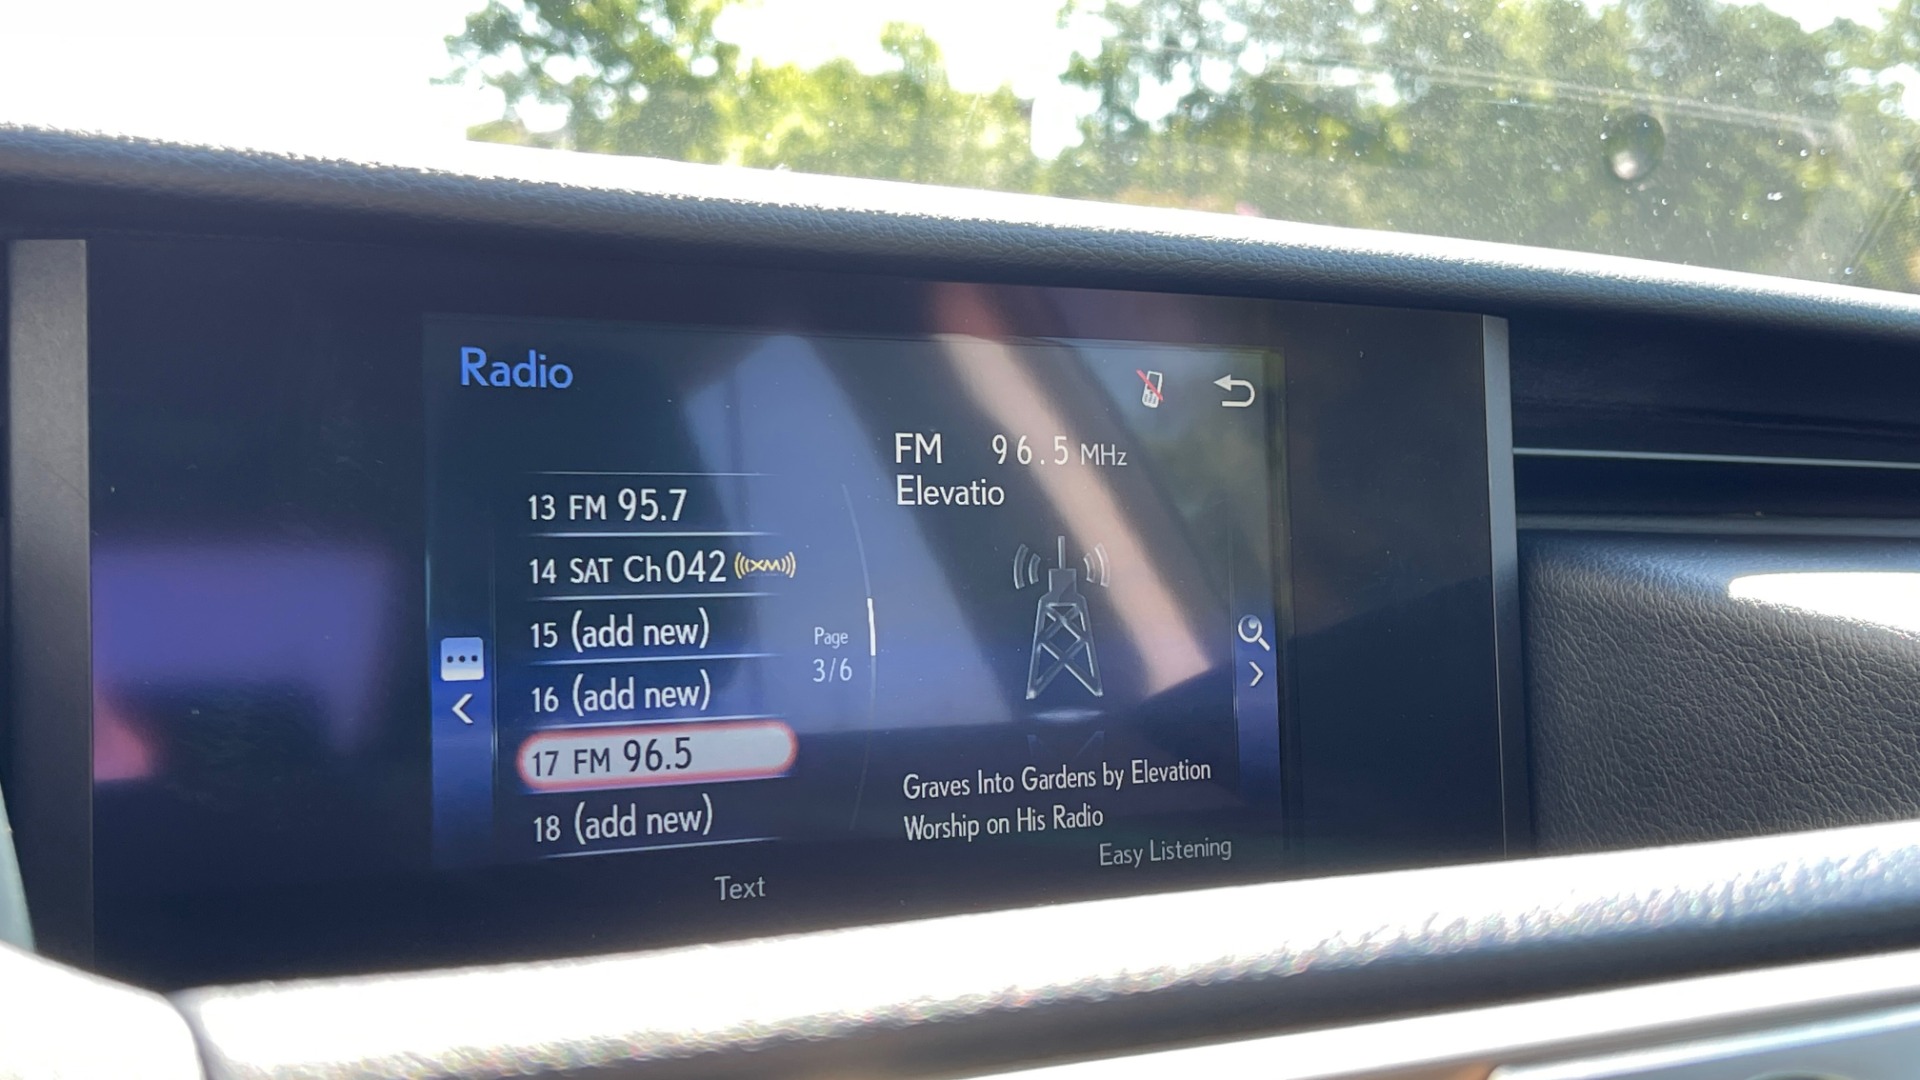 Radio
FM 96.5 MHz
Elevatio
13 FM 95.7
14 SAT Ch 042 (((XM)))
15 (add new)
16 (add new)
17 FM 96.5
18 (add new)
Page
3/6
Graves Into Gardens by Elevation
Worship on His Radio
Easy Listening
Text